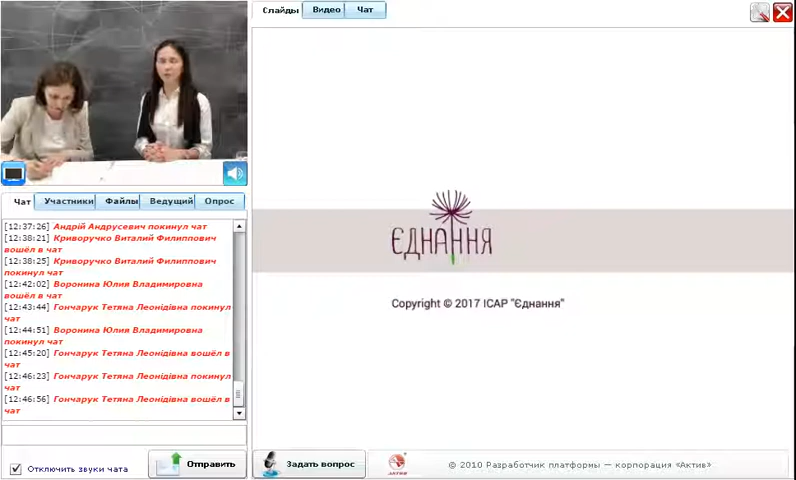 Слайды Видео Чат
Чат Участники Файлы Ведущий Опрос
[12:37:26] Андрій Андрусевич покинул чат
[12:38:21] Криворучко Виталий Филиппович
вошёл в чат
[12:38:25] Криворучко Виталий Филиппович
покинул чат
[12:42:02] Воронина Юлия Владимировна
вошёл в чат
[12:43:44] Гончарук Тетяна Леонідівна покинул
чат
[12:44:51] Воронина Юлия Владимировна
покинул чат
[12:45:20] Гончарук Тетяна Леонідівна вошёл в
чат
[12:46:23] Гончарук Тетяна Леонідівна покинул
чат
[12:46:56] Гончарук Тетяна Леонідівна вошёл в
чат
Отключить звуки чата
Отправить
ЄДНАННЯ
Copyright © 2017 ІСАР "Єднання"
Задать вопрос
АКТИВ
© 2010 Разработчик платформы — корпорация «Актив»